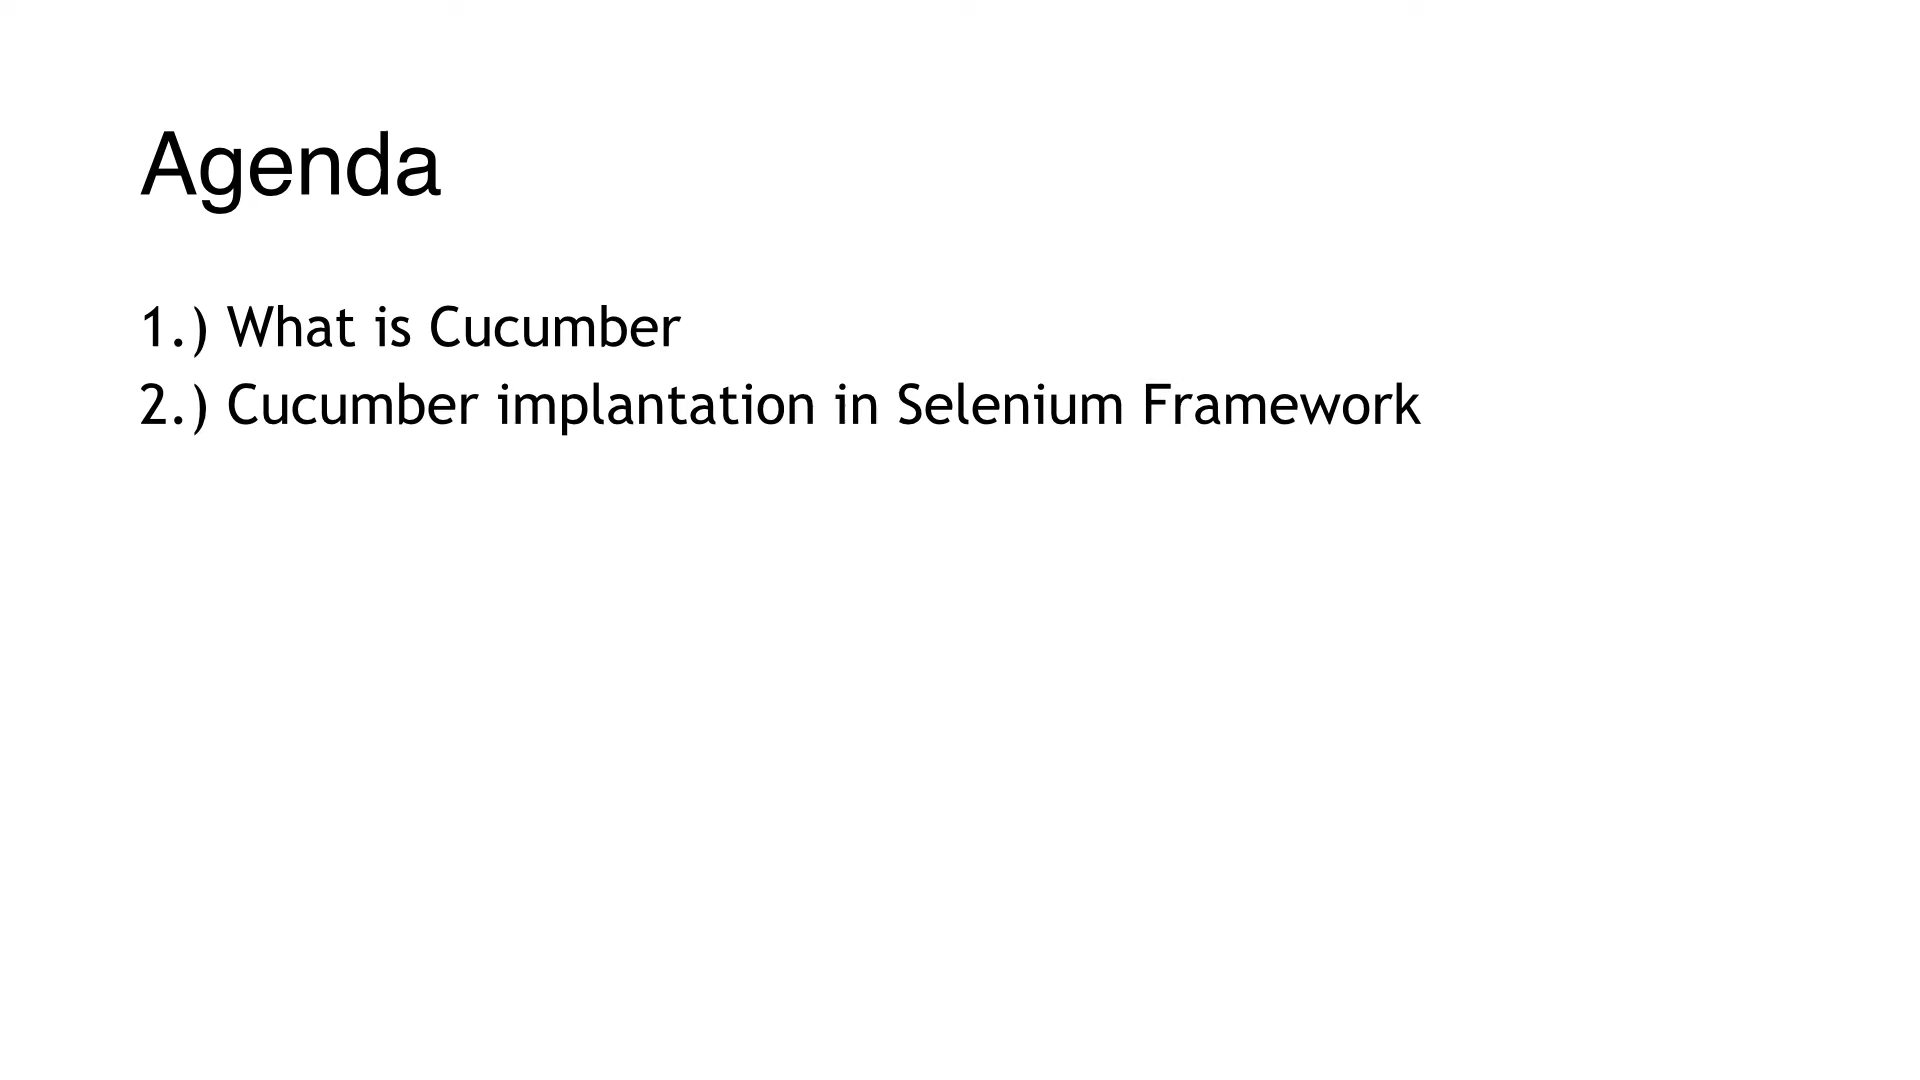 Agenda
1.) What is Cucumber
2.) Cucumber implantation in Selenium Framework